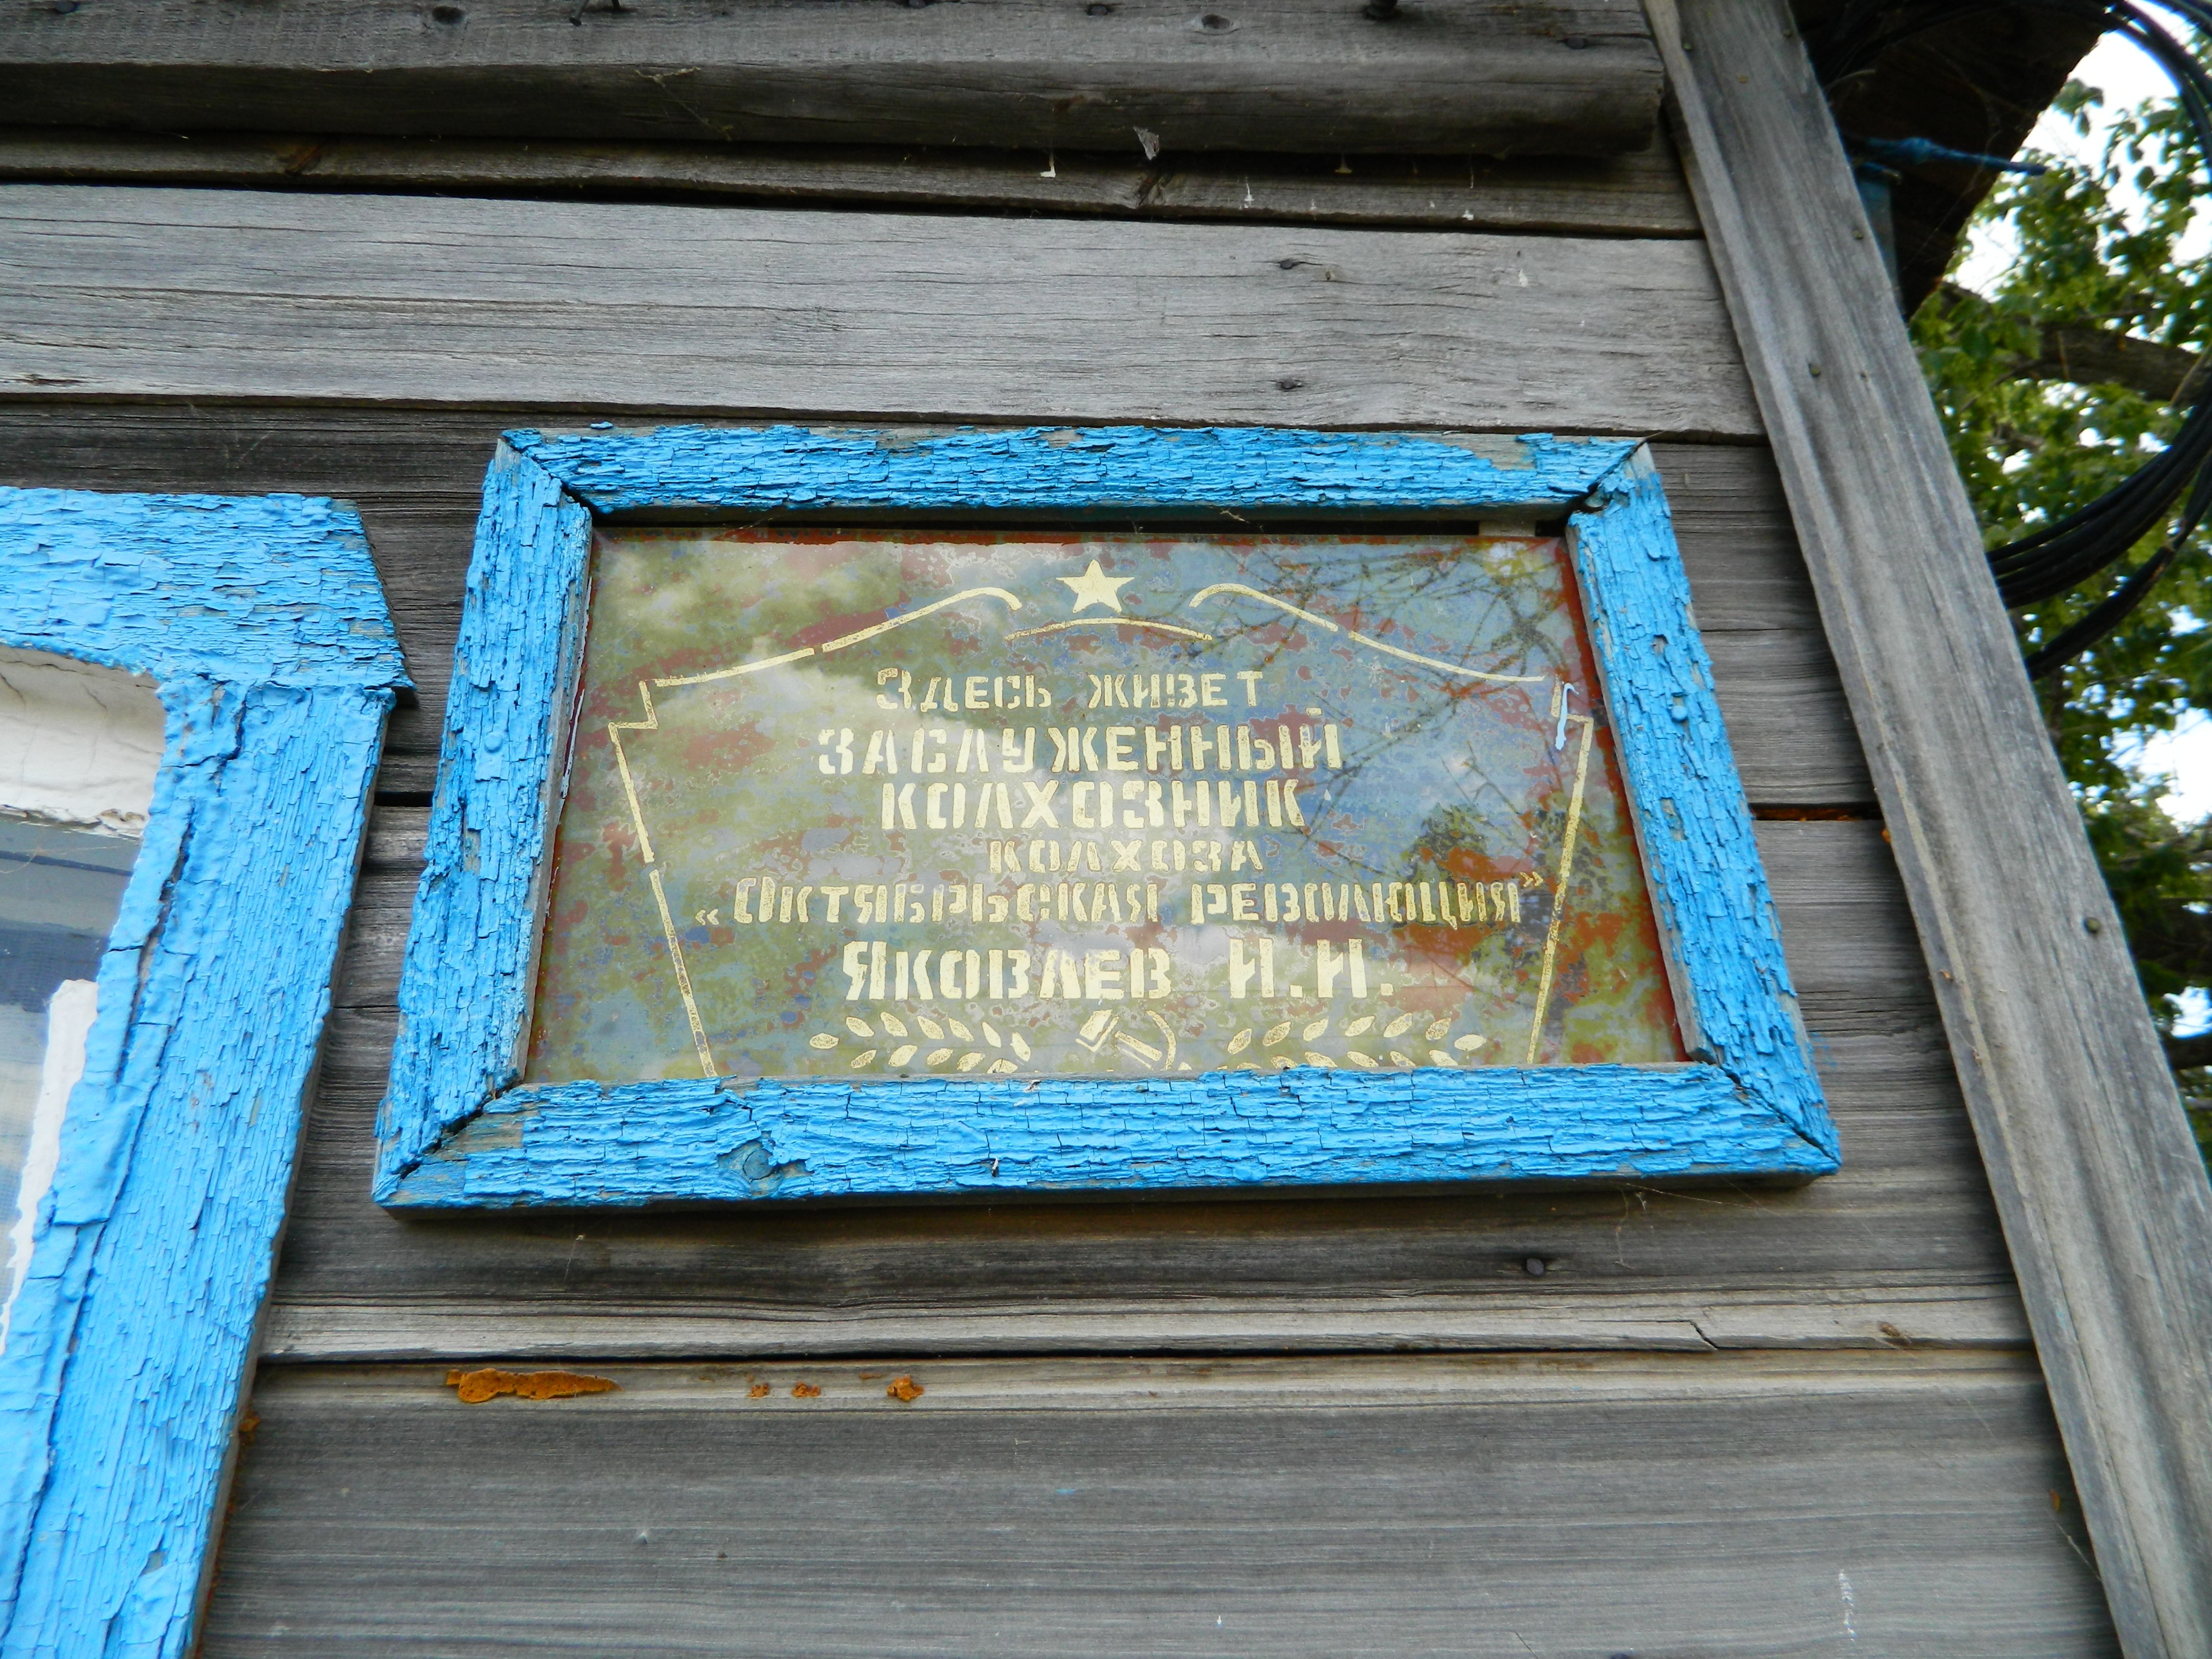 Здесь живет
ЗАСЛУЖЕННЫЙ
КОЛХОЗНИК
КОЛХОЗА
«Октябрьская революция»
Яковлев И.И.